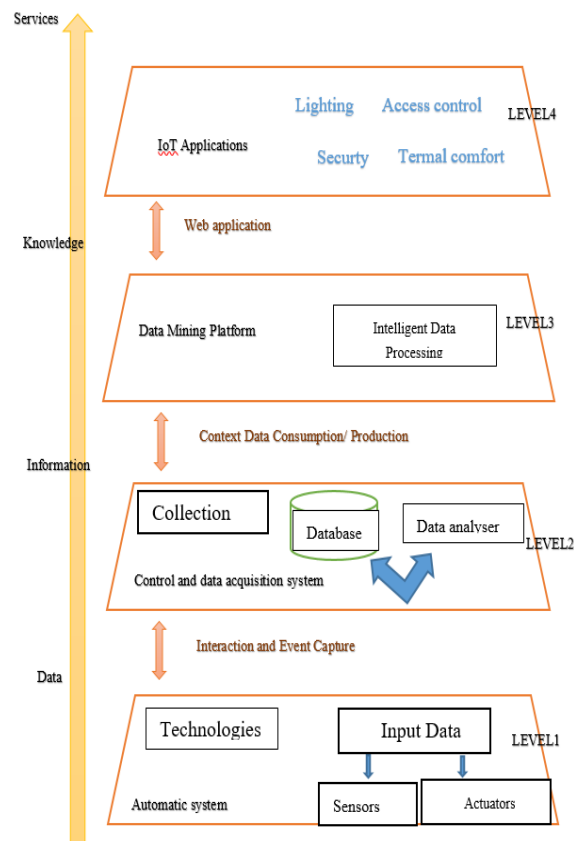 Services
Lighting Access control
LEVEL4
IoT Applications
Securty Termal comfort
Web application
Knowledge
Data Mining Platform
Intelligent Data
Processing
LEVEL3
Context Data Consumption/ Production
Information
Collection
Database
Data analyser
LEVEL2
Control and data acquisition system
Interaction and Event Capture
Data
Technologies
Input Data
LEVEL1
Automatic system
Sensors
Actuators